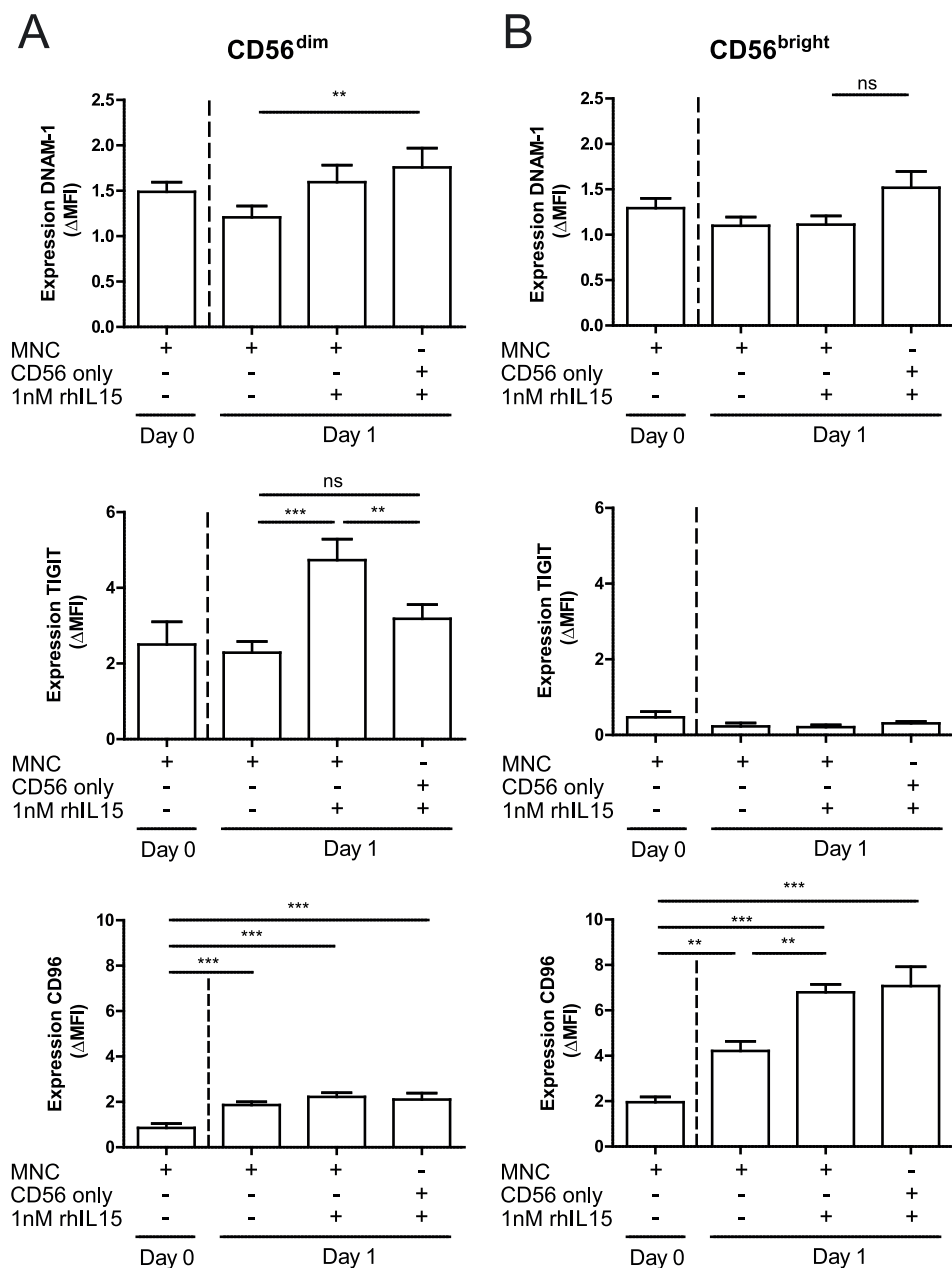 A
CD56dim
**
Expression DNAM-1
(ΔMFI)
2.5
2.0
1.5
1.0
0.5
0.0
MNC + + + -
CD56 only - - - +
1nM rhIL15 - - + +
Day 0 Day 1
ns
*** **
Expression TIGIT
(ΔMFI)
6
4
2
0
MNC + + + -
CD56 only - - - +
1nM rhIL15 - - + +
Day 0 Day 1
***
***
***
Expression CD96
(ΔMFI)
10
8
6
4
2
0
MNC + + + -
CD56 only - - - +
1nM rhIL15 - - + +
Day 0 Day 1
B
CD56bright
ns
Expression DNAM-1
(ΔMFI)
2.5
2.0
1.5
1.0
0.5
0.0
MNC + + + -
CD56 only - - - +
1nM rhIL15 - - + +
Day 0 Day 1
Expression TIGIT
(ΔMFI)
6
4
2
0
MNC + + + -
CD56 only - - - +
1nM rhIL15 - - + +
Day 0 Day 1
***
***
** **
Expression CD96
(ΔMFI)
10
8
6
4
2
0
MNC + + + -
CD56 only - - - +
1nM rhIL15 - - + +
Day 0 Day 1